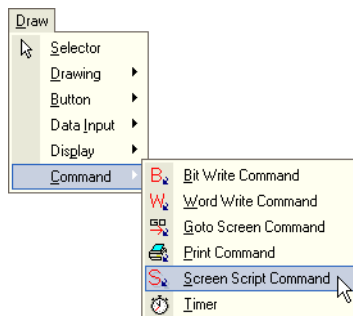 Draw
Selector
Drawing
Button
Data Input
Display
Command
Bit Write Command
Word Write Command
Goto Screen Command
Print Command
Screen Script Command
Timer